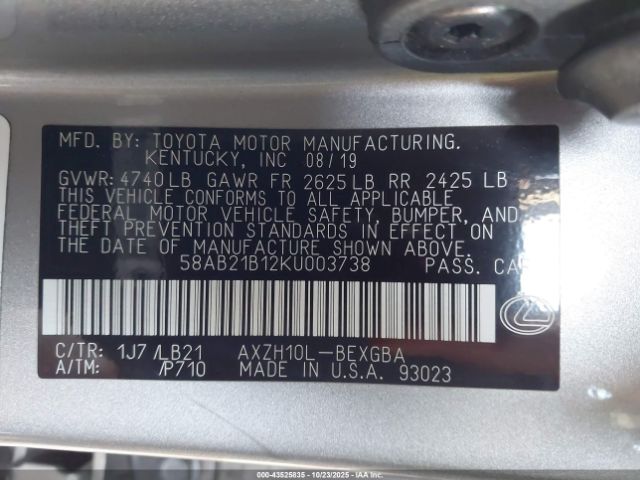 MFD. BY: TOYOTA MOTOR MANUFACTURING.
KENTUCKY, INC 08/19
GVWR: 4740LB GAWR FR 2625LB RR 2425 LB
THIS VEHICLE CONFORMS TO ALL APPLICABLE
FEDERAL MOTOR VEHICLE SAFETY, BUMPER, AND
THEFT PREVENTION STANDARDS IN EFFECT ON
THE DATE OF MANUFACTURE SHOWN ABOVE.
58AB21B12KU003738 PASS. CAR
C/TR: 1J7 /LB21 AXZH10L-BEXGBA
A/TM: /P710 MADE IN U.S.A. 93023
000-43525835 - 10/23/2025 - IAAI.COM